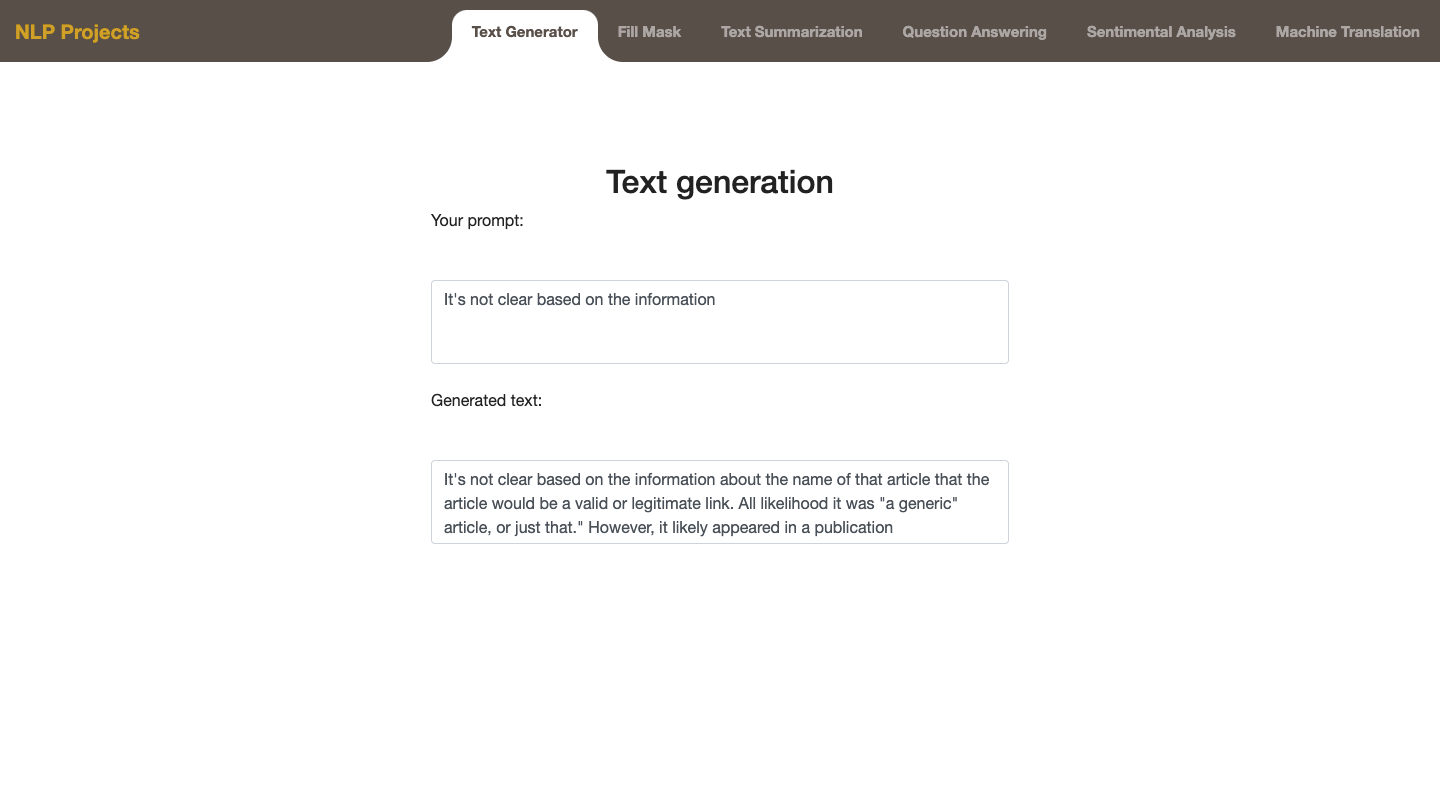 NLP Projects
Text Generator
Fill Mask
Text Summarization
Question Answering
Sentimental Analysis
Machine Translation
Text generation
Your prompt:
It's not clear based on the information
Generated text:
It's not clear based on the information about the name of that article that the
article would be a valid or legitimate link. All likelihood it was "a generic"
article, or just that." However, it likely appeared in a publication